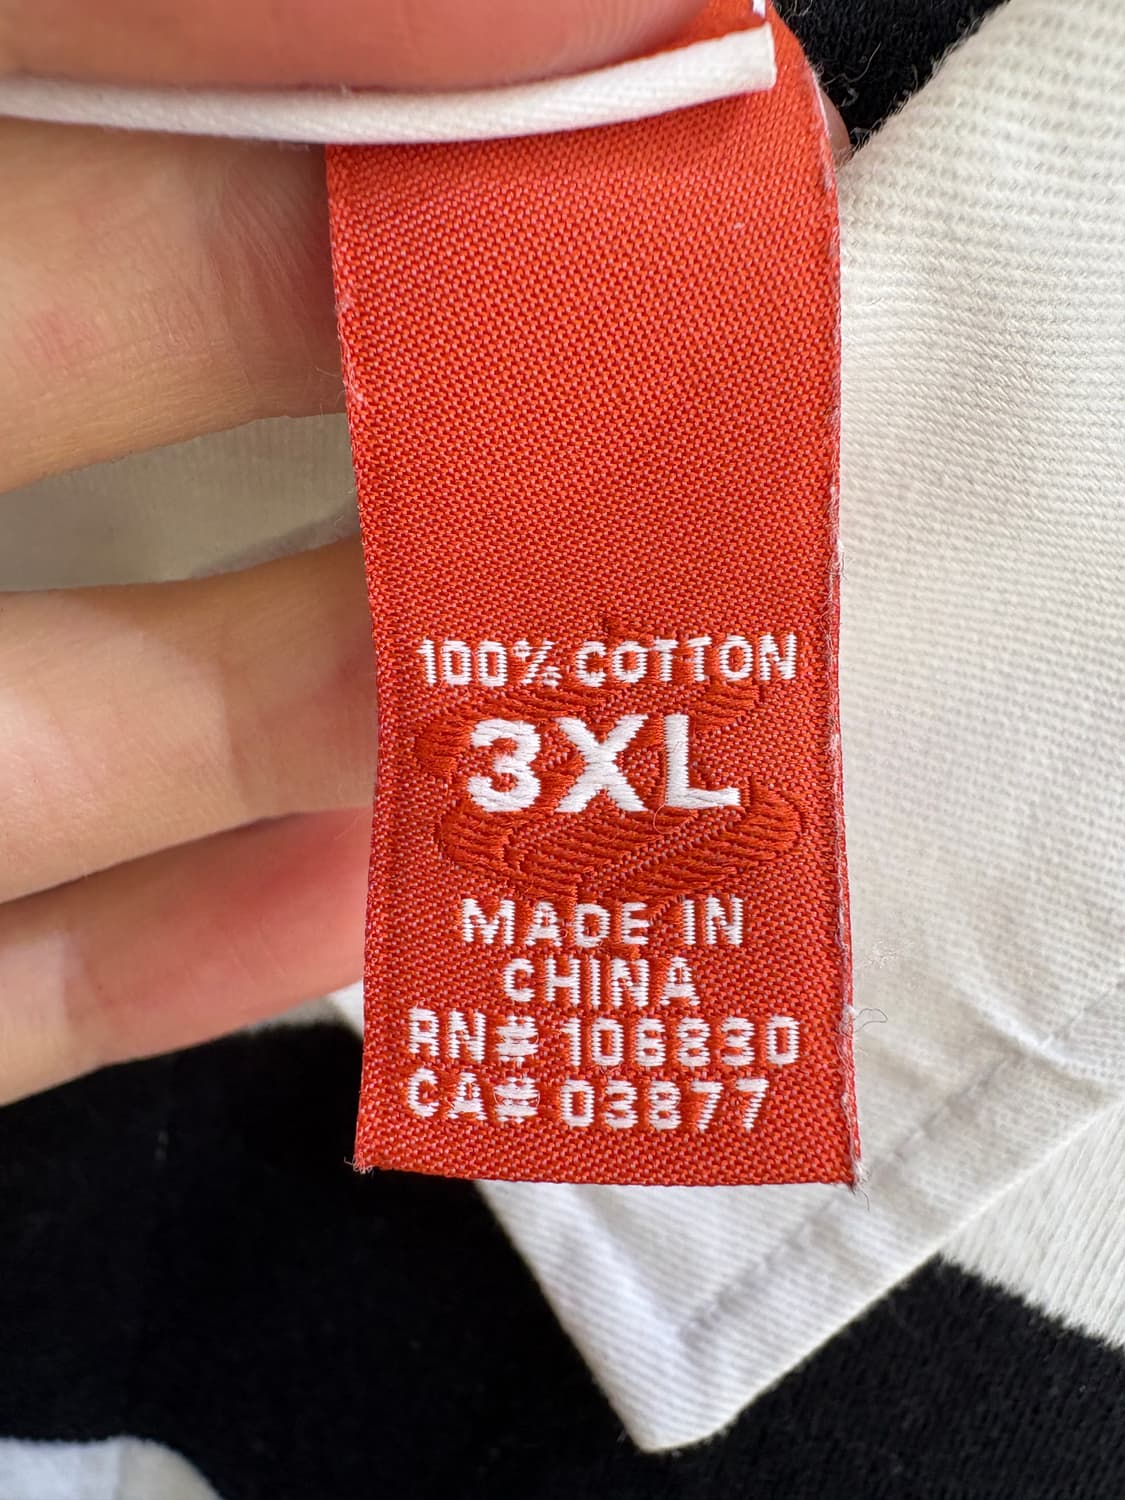 100% COTTON
3XL
MADE IN
CHINA
RN# 106830
CA# 03877